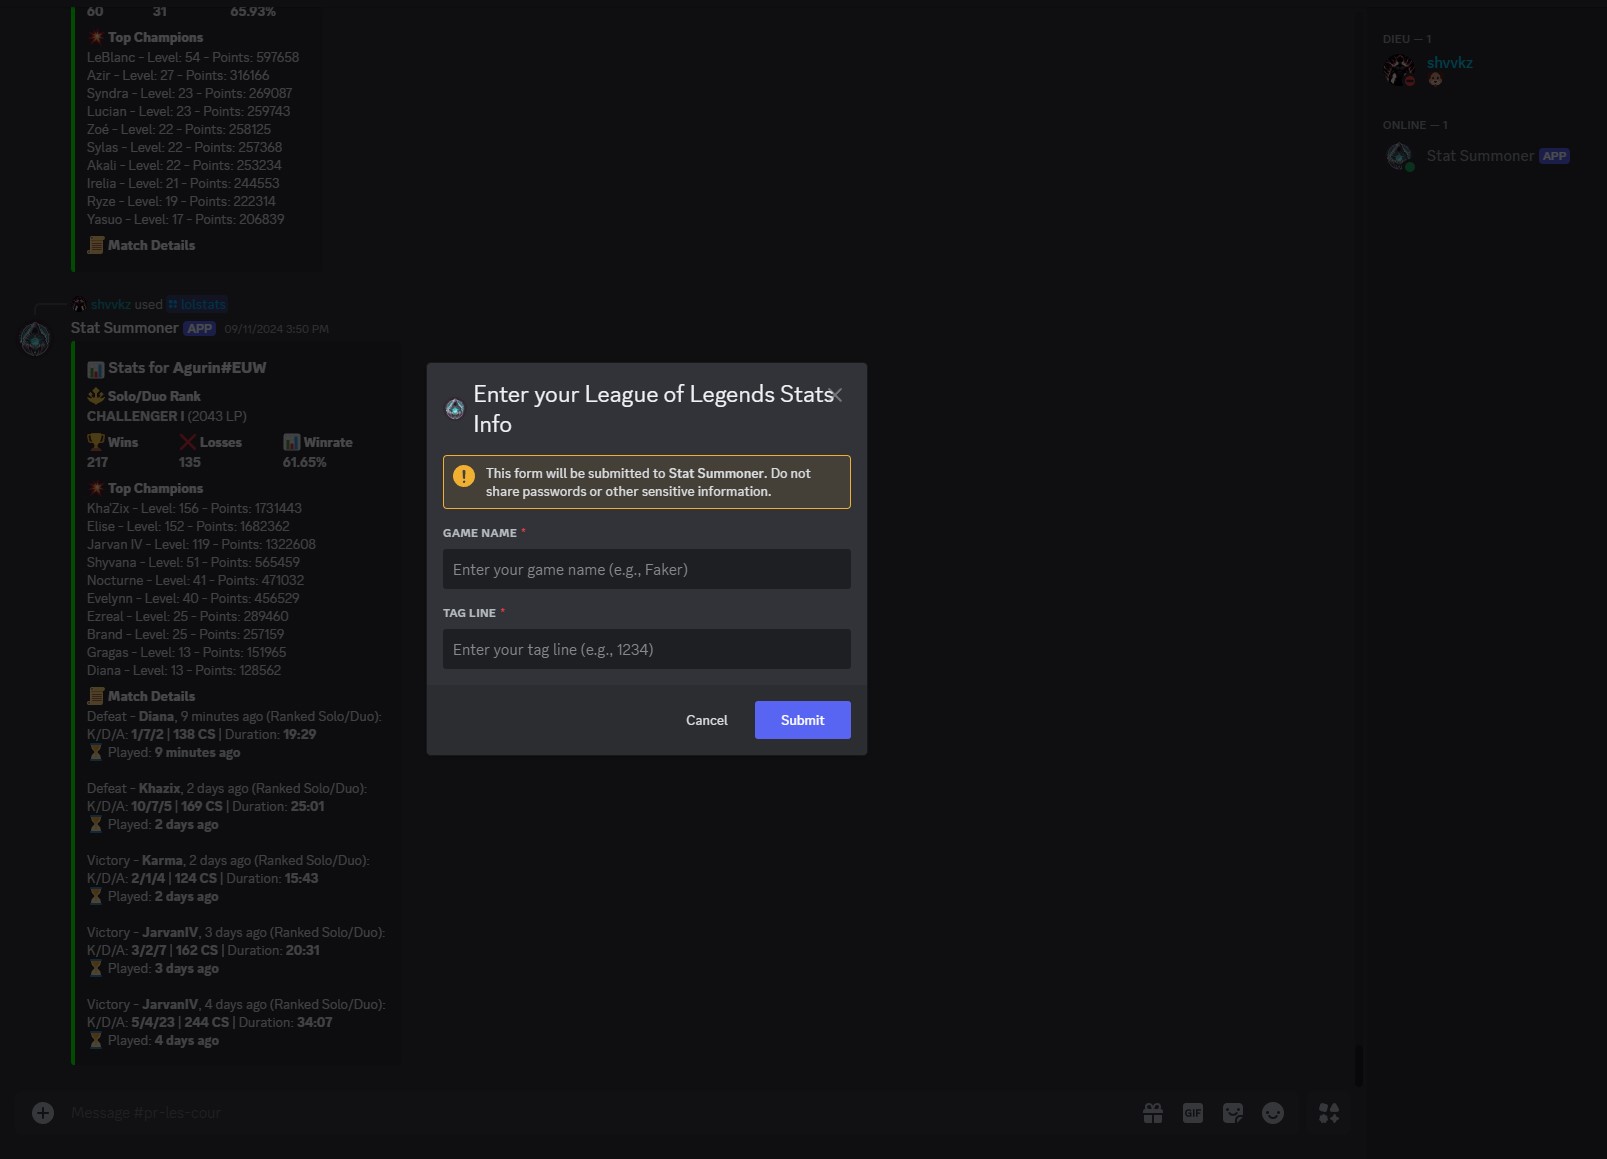 60 31 65.93%
Top Champions
LeBlanc - Level: 54 - Points: 597658
Azir - Level: 27 - Points: 316166
Syndra - Level: 23 - Points: 269087
Lucian - Level: 23 - Points: 259743
Zoé - Level: 22 - Points: 258125
Sylas - Level: 22 - Points: 257368
Akali - Level: 22 - Points: 253234
Irelia - Level: 21 - Points: 244553
Ryze - Level: 19 - Points: 222314
Yasuo - Level: 17 - Points: 206839
Match Details
shvvkz used lolstats
Stat Summoner APP 09/11/2024 3:50 PM
Stats for Agurin#EUW
Solo/Duo Rank
CHALLENGER I (2043 LP)
Wins Losses Winrate
217 135 61.65%
Top Champions
Kha'Zix - Level: 156 - Points: 1731443
Elise - Level: 152 - Points: 1682362
Jarvan IV - Level: 119 - Points: 1322608
Shyvana - Level: 51 - Points: 565459
Nocturne - Level: 41 - Points: 471032
Evelynn - Level: 40 - Points: 456529
Ezreal - Level: 25 - Points: 289460
Brand - Level: 25 - Points: 257159
Gragas - Level: 13 - Points: 151965
Diana - Level: 13 - Points: 128562
Match Details
Defeat - Diana, 9 minutes ago (Ranked Solo/Duo):
K/D/A: 1/7/2 | 138 CS | Duration: 19:29
Played: 9 minutes ago
Defeat - Khazix, 2 days ago (Ranked Solo/Duo):
K/D/A: 10/7/5 | 169 CS | Duration: 25:01
Played: 2 days ago
Victory - Karma, 2 days ago (Ranked Solo/Duo):
K/D/A: 2/1/4 | 124 CS | Duration: 15:43
Played: 2 days ago
Victory - JarvanIV, 3 days ago (Ranked Solo/Duo):
K/D/A: 3/2/7 | 162 CS | Duration: 20:31
Played: 3 days ago
Victory - JarvanIV, 4 days ago (Ranked Solo/Duo):
K/D/A: 5/4/23 | 244 CS | Duration: 34:07
Played: 4 days ago
Message #pr-les-cour
GIF
Enter your League of Legends Stats
Info
This form will be submitted to Stat Summoner. Do not
share passwords or other sensitive information.
GAME NAME *
Enter your game name (e.g., Faker)
TAG LINE *
Enter your tag line (e.g., 1234)
Cancel
Submit
DIEU — 1
shvvkz
ONLINE — 1
Stat Summoner APP